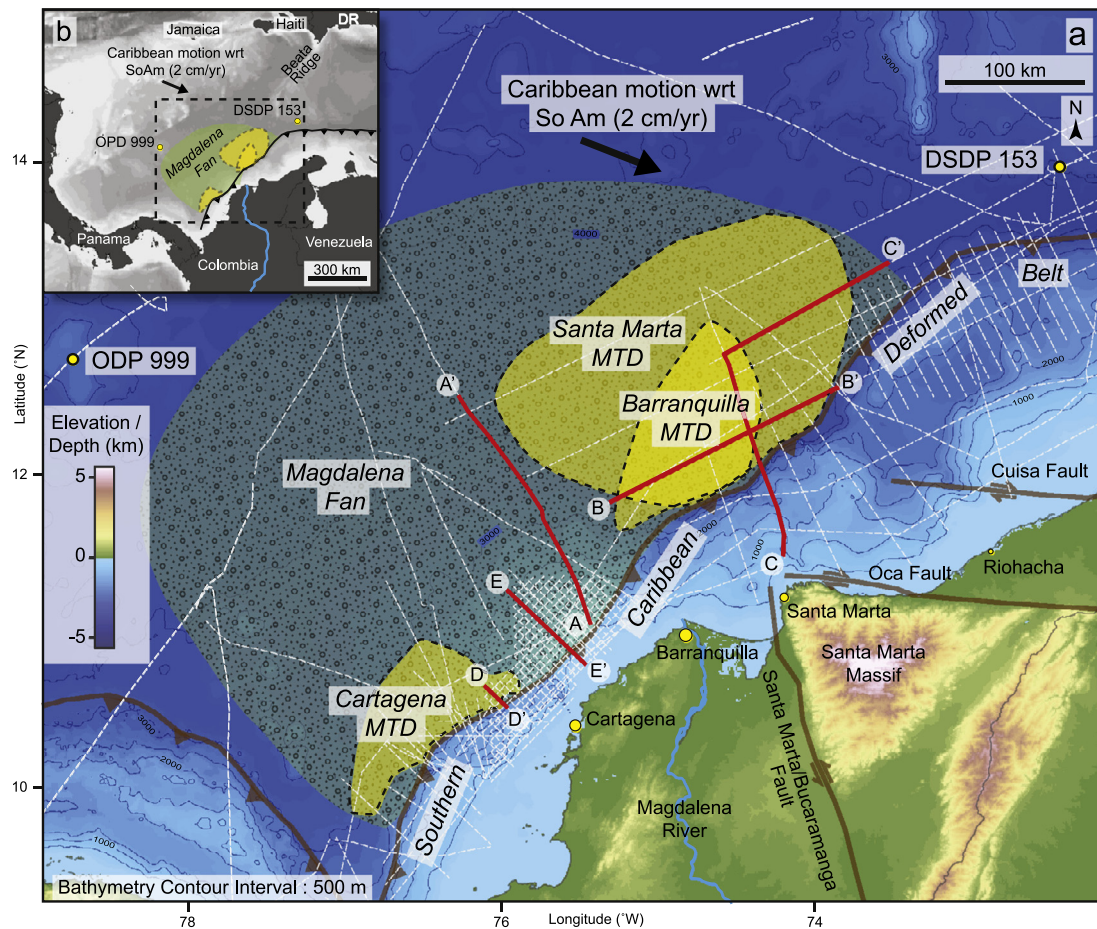 b
Jamaica
Haiti
DR
Caribbean motion wrt
SoAm (2 cm/yr)
Beata
Ridge
DSDP 153
OPD 999
Magdalena
Fan
Panama
Venezuela
Colombia
300 km
a
100 km
N
Caribbean motion wrt
So Am (2 cm/yr)
DSDP 153
3000
4000
14
12
10
Latitude (˚N)
C'
Belt
Deformed
Santa Marta
MTD
ODP 999
A'
B'
Barranquilla
MTD
2000
1000
Elevation /
Depth (km)
5
0
−5
Magdalena
Fan
B
Cuisa Fault
3000
2000
1000
C
Oca Fault
Riohacha
E
A
Caribbean
Santa Marta
Barranquilla
Santa Marta
Massif
E'
D
D'
Cartagena
MTD
Cartagena
Santa Marta/Bucaramanga
Fault
3000
2000
1000
Southern
Magdalena
River
Bathymetry Contour Interval : 500 m
78
76
74
Longitude (˚W)